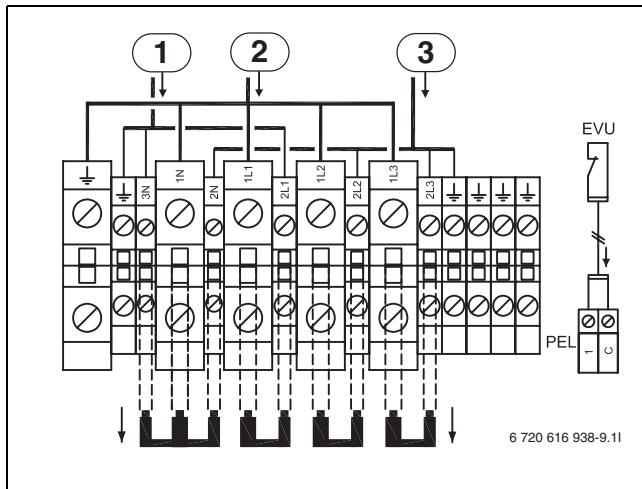 1 2 3
EVU
3N 1N 2N 1L1 2L1 1L2 2L2 1L3 2L3
PEL 1 C
6 720 616 938-9.1I